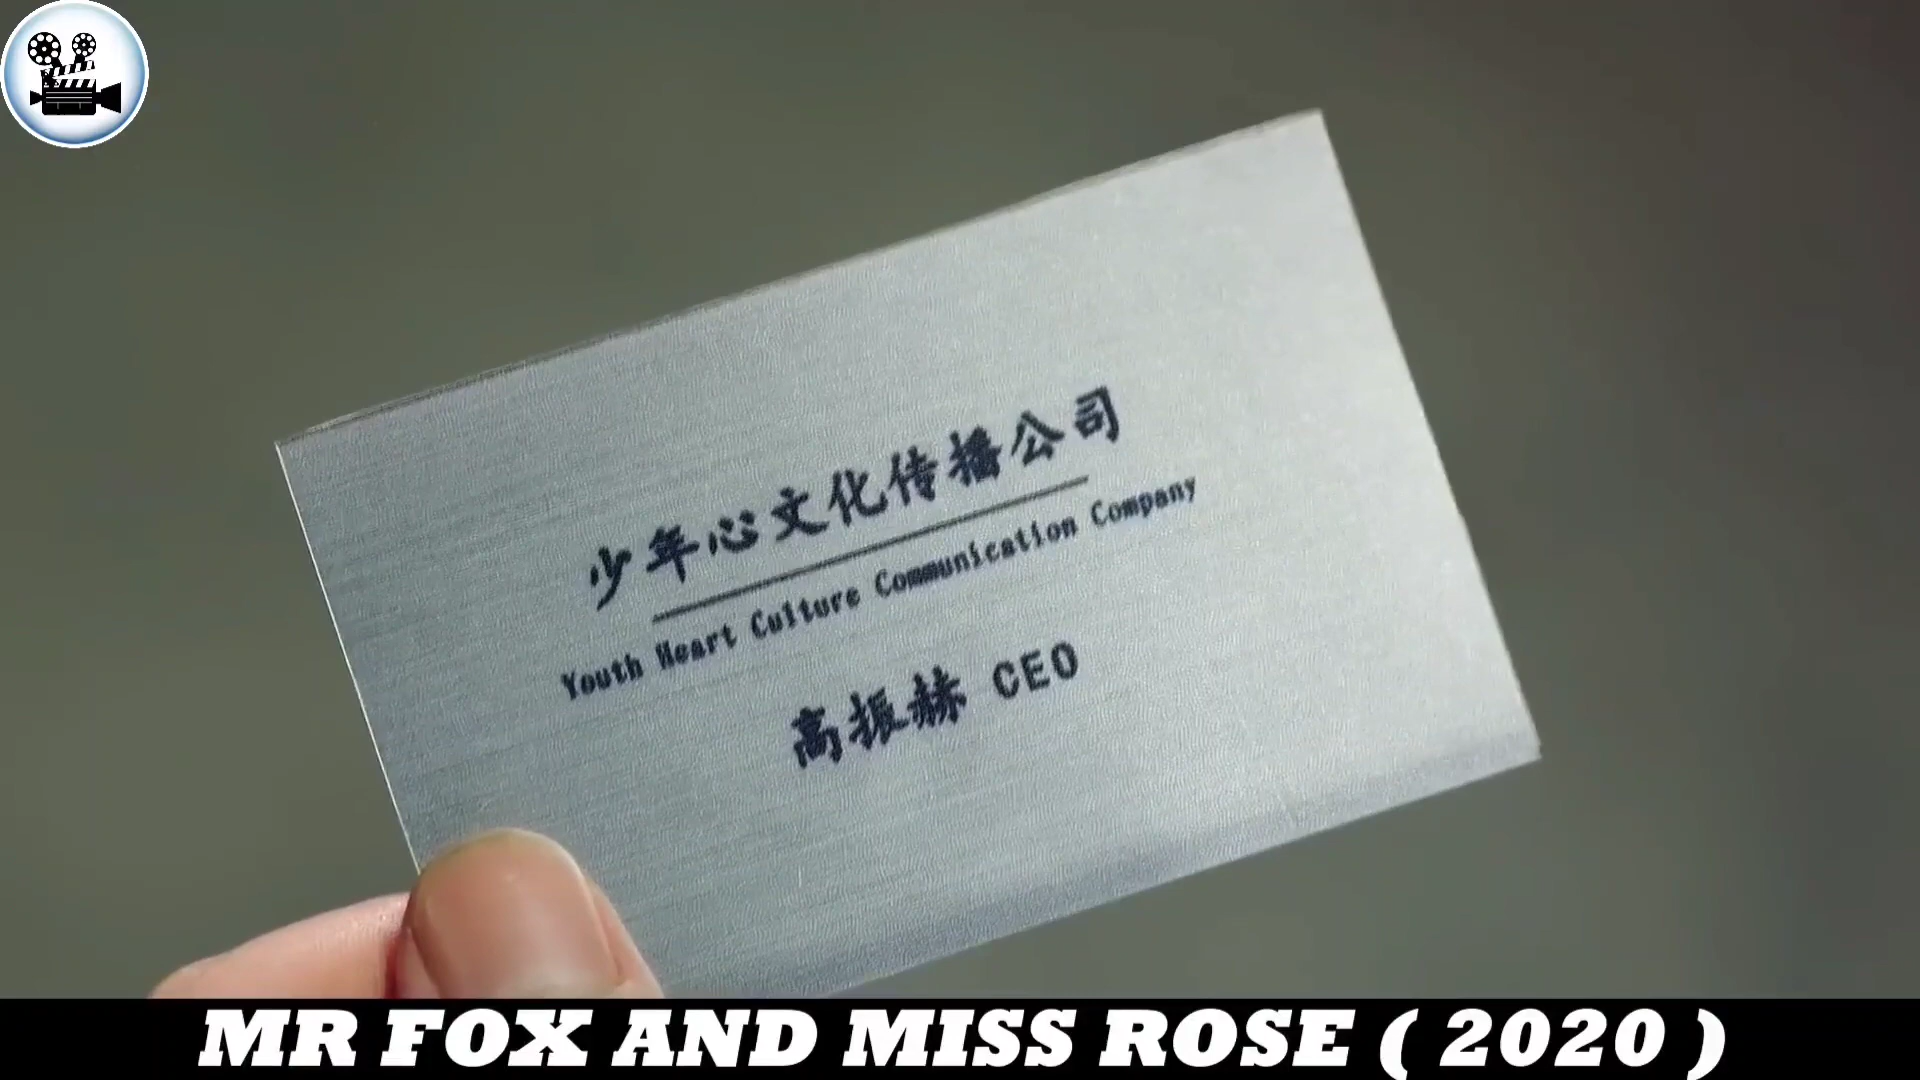 少年心文化传播公司
Youth Heart Culture Communication Company
高振赫 CEO
MR FOX AND MISS ROSE ( 2020 )